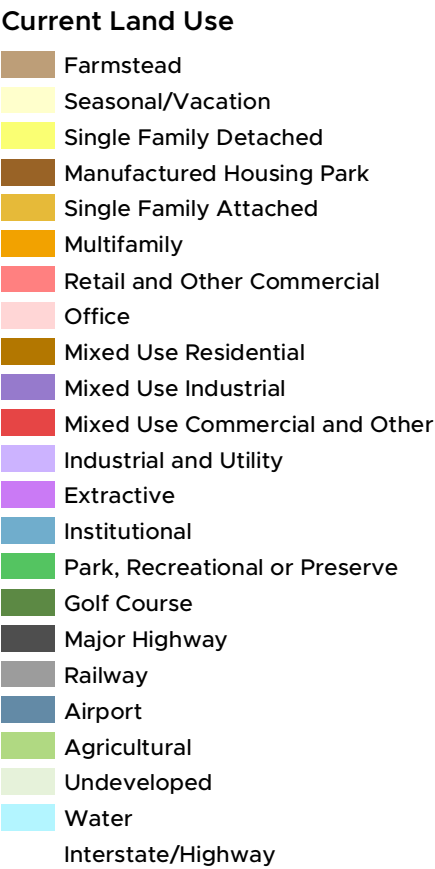 Current Land Use
Farmstead
Seasonal/Vacation
Single Family Detached
Manufactured Housing Park
Single Family Attached
Multifamily
Retail and Other Commercial
Office
Mixed Use Residential
Mixed Use Industrial
Mixed Use Commercial and Other
Industrial and Utility
Extractive
Institutional
Park, Recreational or Preserve
Golf Course
Major Highway
Railway
Airport
Agricultural
Undeveloped
Water
Interstate/Highway